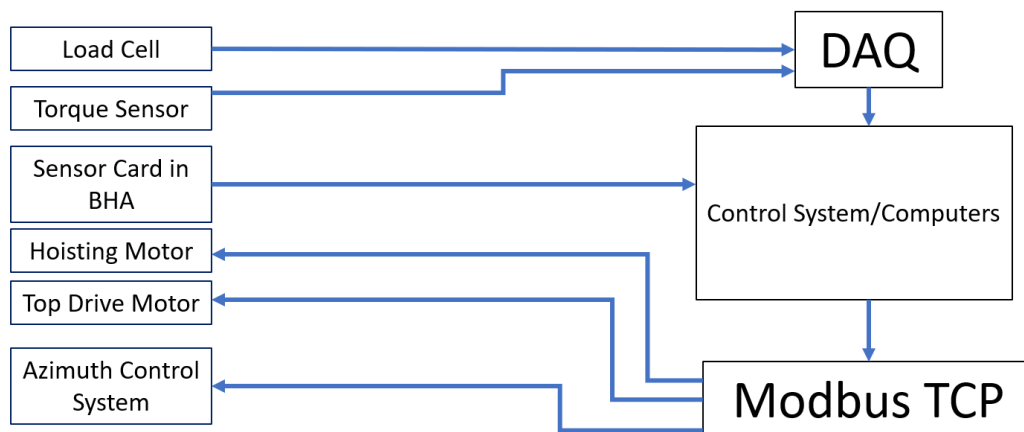 Load Cell
DAQ
Torque Sensor
Sensor Card in
BHA
Control System/Computers
Hoisting Motor
Top Drive Motor
Azimuth Control
System
Modbus TCP